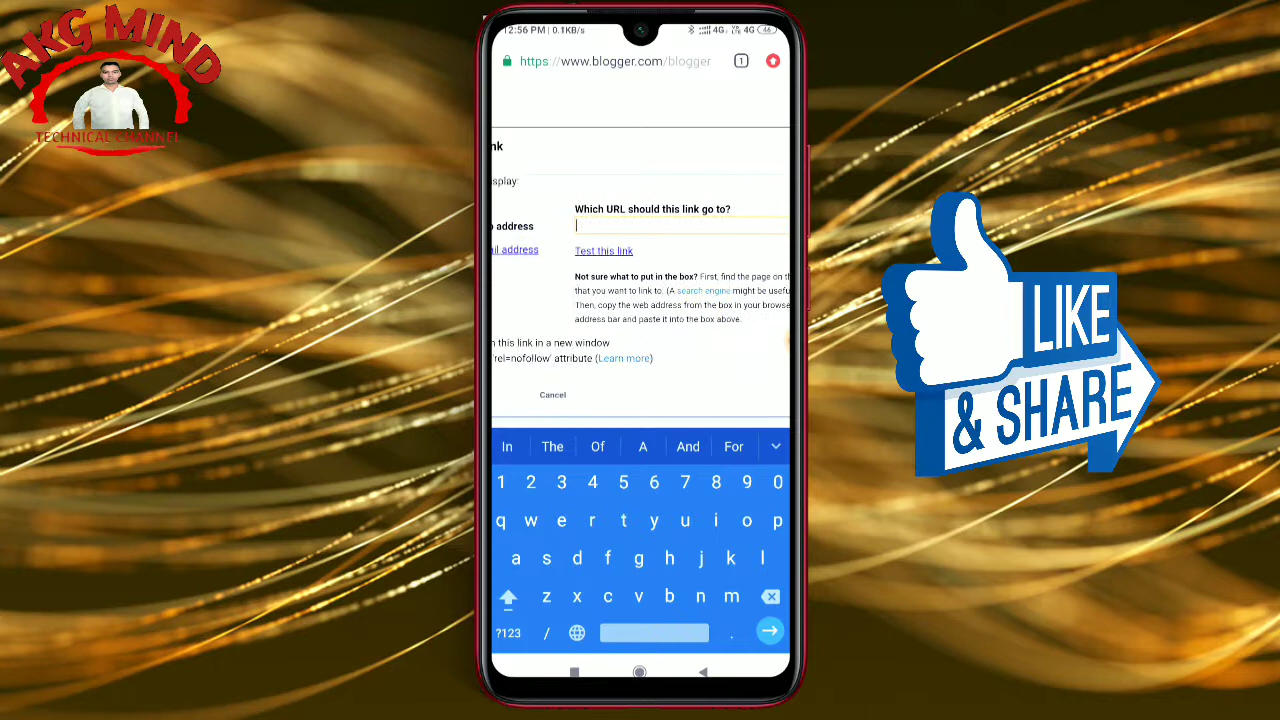 AKG MIND
TECHNICAL CHANNEL
12:56 PM | 0.1KB/s
4G
4G
46
https://www.blogger.com/blogger
1
nk
splay:
Which URL should this link go to?
address
il address
Test this link
Not sure what to put in the box? First, find the page on th
that you want to link to. (A search engine might be usefu
Then, copy the web address from the box in your browse
address bar and paste it into the box above.
n this link in a new window
'rel=nofollow' attribute (Learn more)
Cancel
In The Of A And For
1 2 3 4 5 6 7 8 9 0
q w e r t y u i o p
a s d f g h j k l
z x c v b n m
?123 / .
LIKE
& SHARE